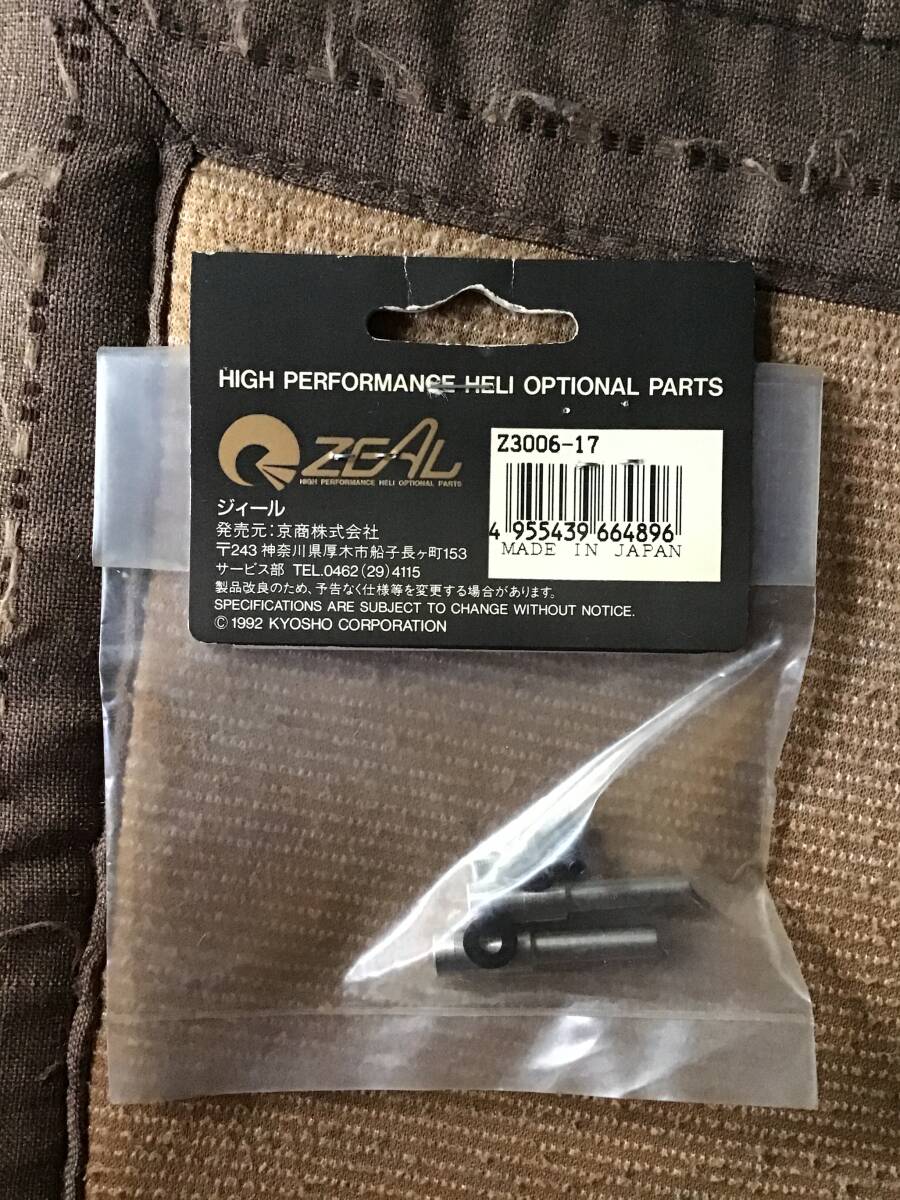 HIGH PERFORMANCE HELI OPTIONAL PARTS
ZEAL
HIGH PERFORMANCE HELI OPTIONAL PARTS
Z3006-17
4 955439 664896
MADE IN JAPAN
ジィール
発売元:京商株式会社
〒243 神奈川県厚木市船子長ヶ町153
サービス部 TEL.0462(29)4115
製品改良のため、予告なく仕様等を変更する場合があります。
SPECIFICATIONS ARE SUBJECT TO CHANGE WITHOUT NOTICE.
© 1992 KYOSHO CORPORATION